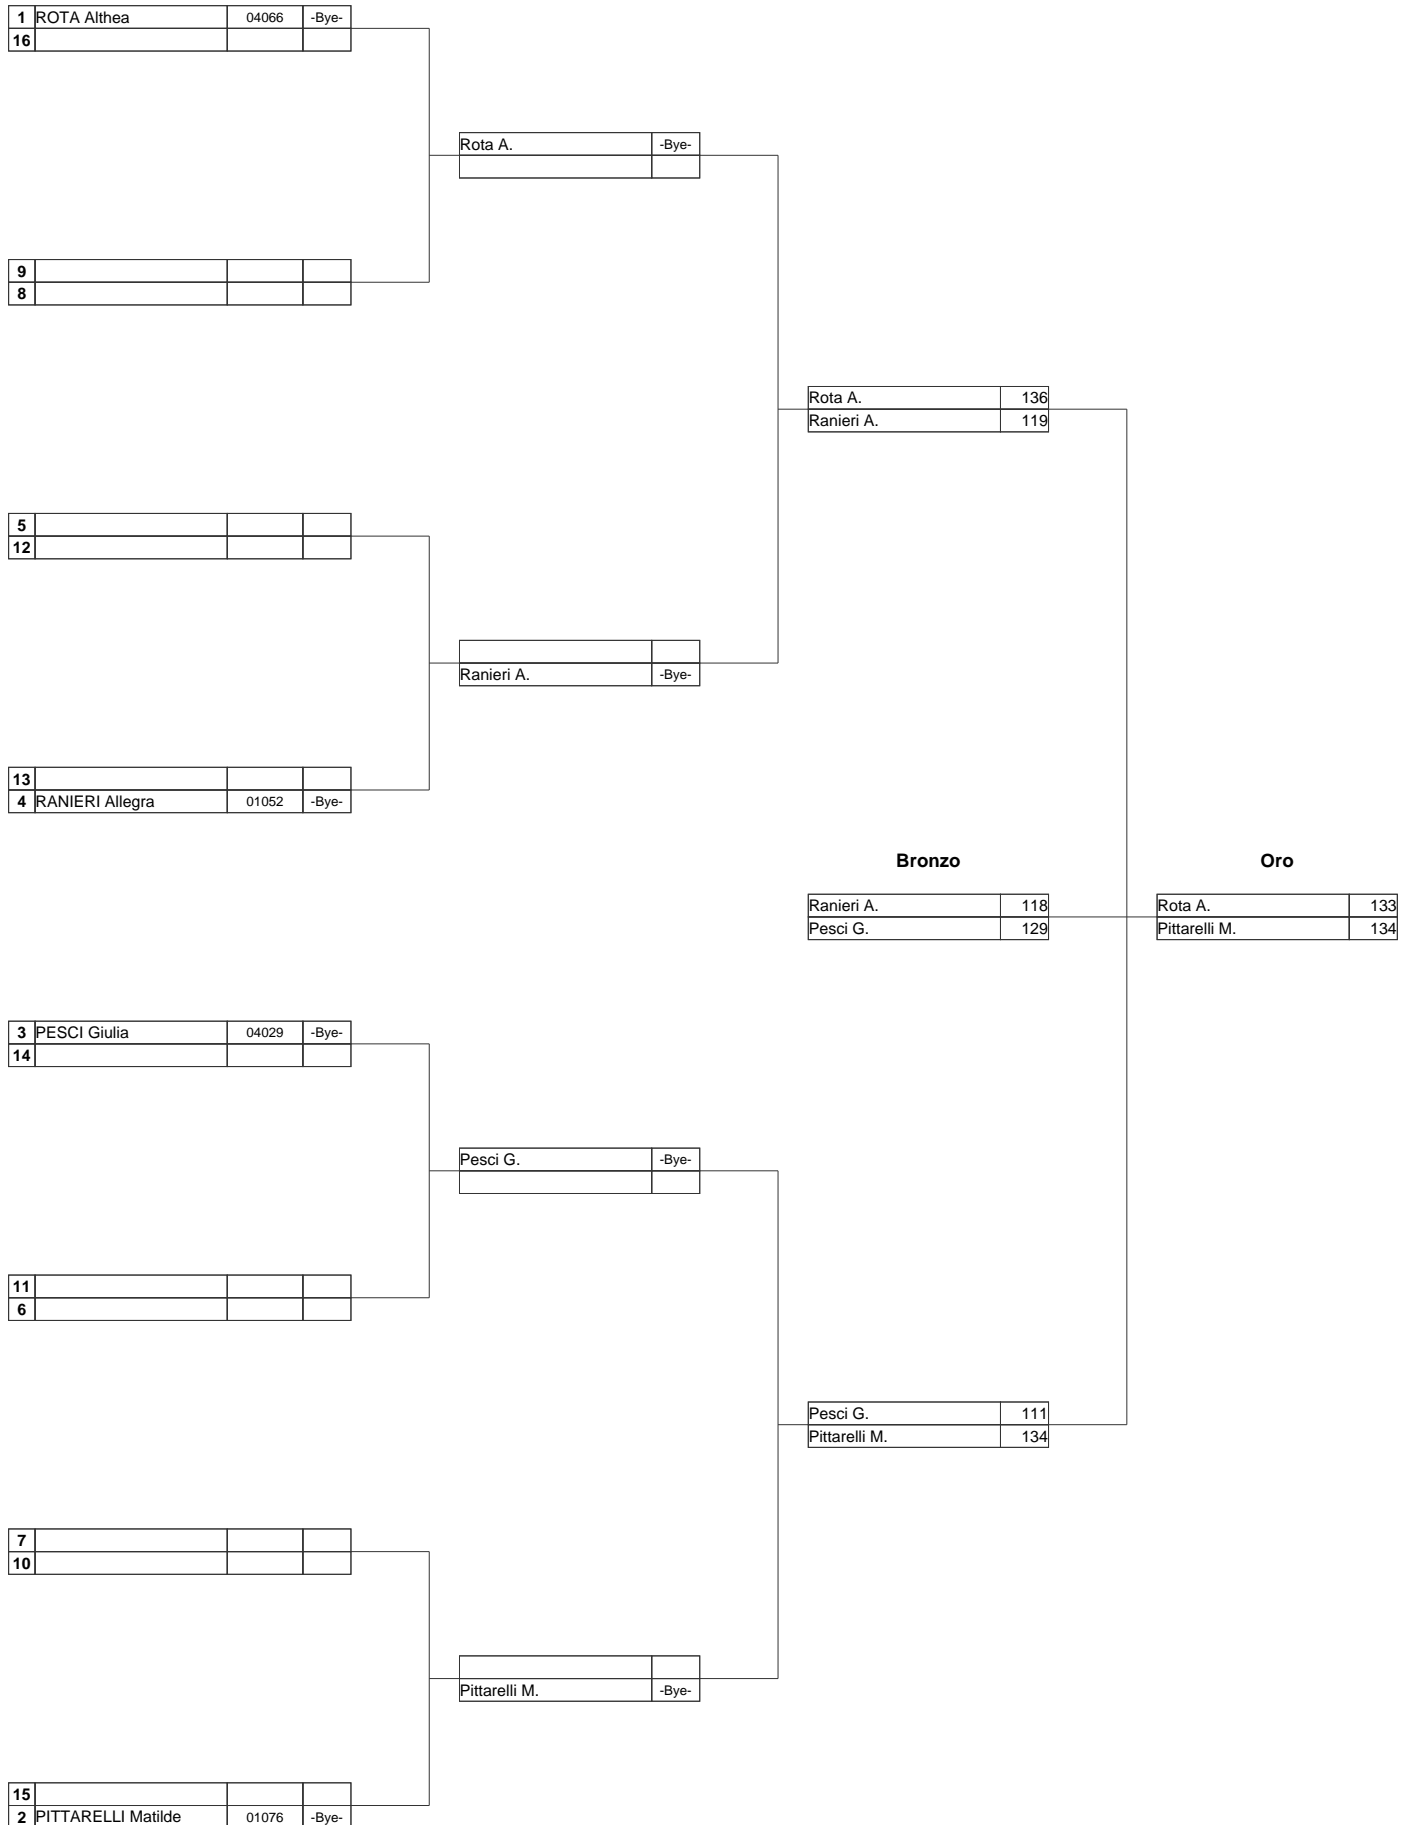 1 ROTA Althea 04066 -Bye-
16
Rota A. -Bye-
9
8
Rota A. 136
Ranieri A. 119
5
12
Ranieri A. -Bye-
13
4 RANIERI Allegra 01052 -Bye-
Bronzo Oro
Ranieri A. 118 Rota A. 133
Pesci G. 129 Pittarelli M. 134
3 PESCI Giulia 04029 -Bye-
14
Pesci G. -Bye-
11
6
Pesci G. 111
Pittarelli M. 134
7
10
Pittarelli M. -Bye-
15
2 PITTARELLI Matilde 01076 -Bye-